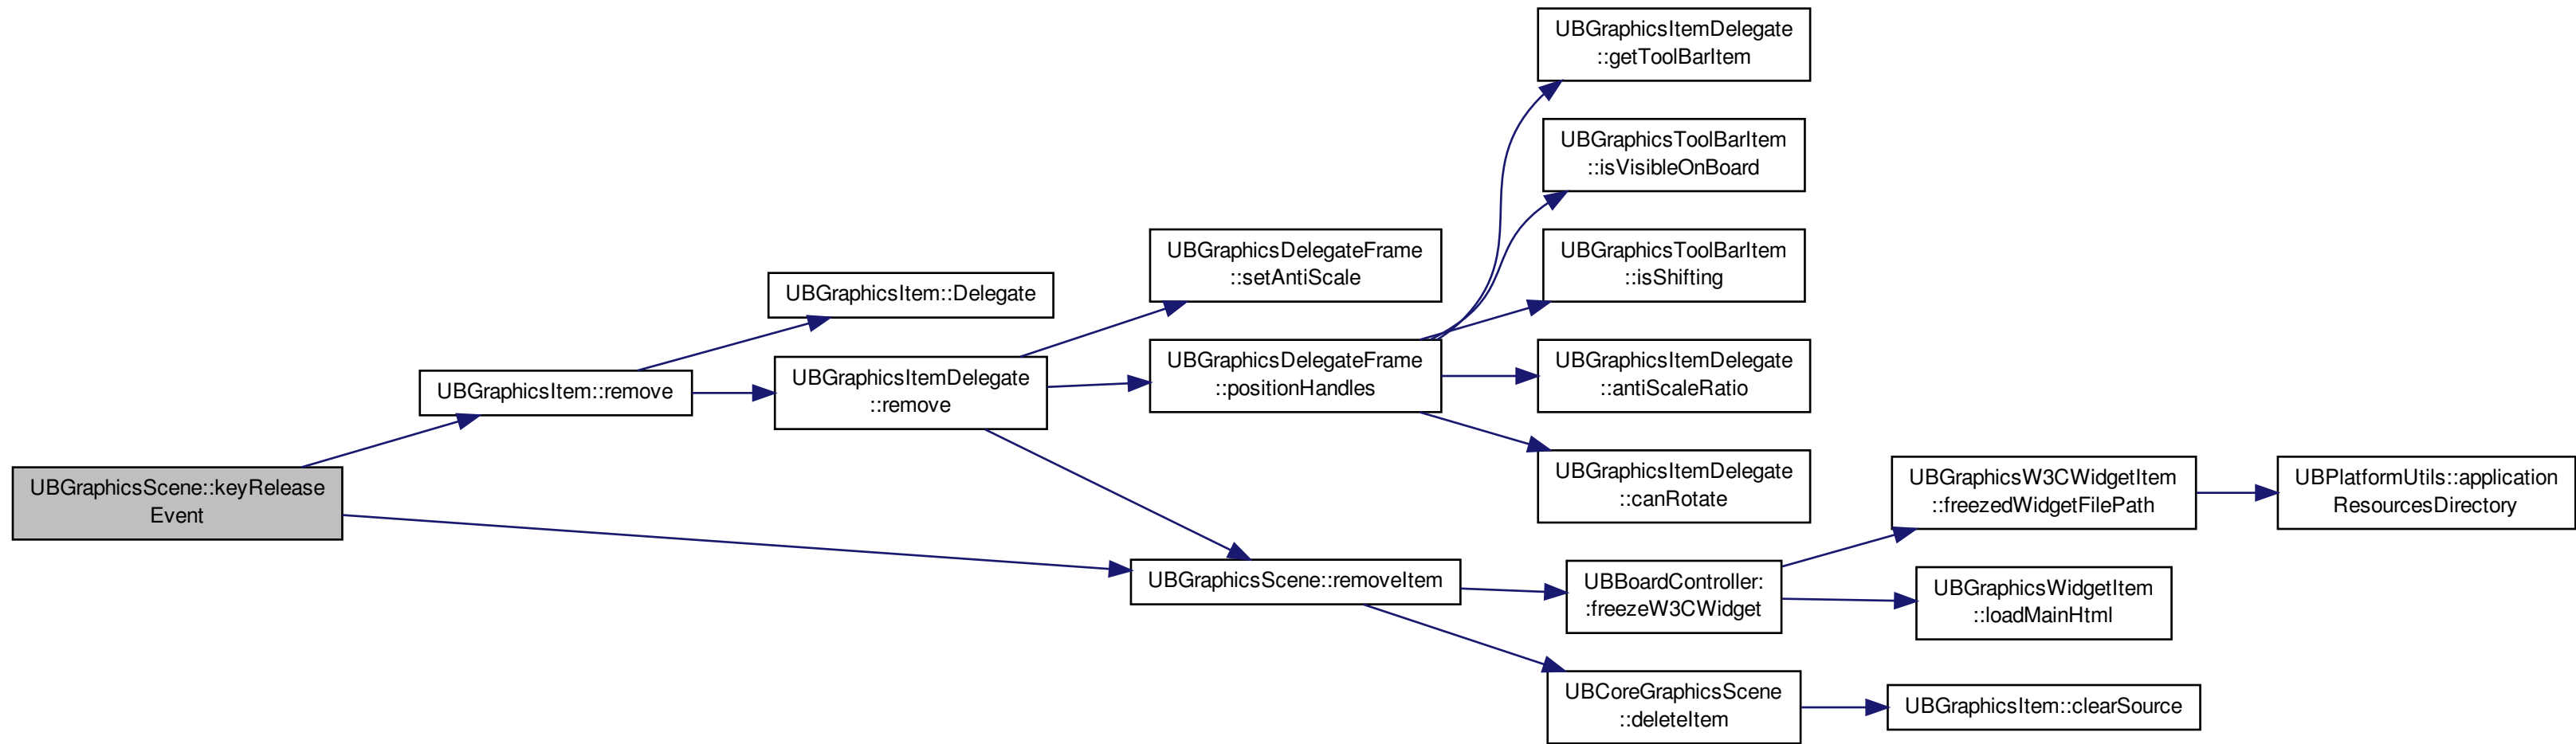 UBGraphicsScene::keyRelease
Event
UBGraphicsItem::remove
UBGraphicsItem::Delegate
UBGraphicsItemDelegate
::remove
UBGraphicsDelegateFrame
::setAntiScale
UBGraphicsDelegateFrame
::positionHandles
UBGraphicsScene::removeItem
UBGraphicsItemDelegate
::getToolBarItem
UBGraphicsToolBarItem
::isVisibleOnBoard
UBGraphicsToolBarItem
::isShifting
UBGraphicsItemDelegate
::antiScaleRatio
UBGraphicsItemDelegate
::canRotate
UBBoardController:
:freezeW3CWidget
UBCoreGraphicsScene
::deleteItem
UBGraphicsW3CWidgetItem
::freezedWidgetFilePath
UBGraphicsWidgetItem
::loadMainHtml
UBGraphicsItem::clearSource
UBPlatformUtils::application
ResourcesDirectory